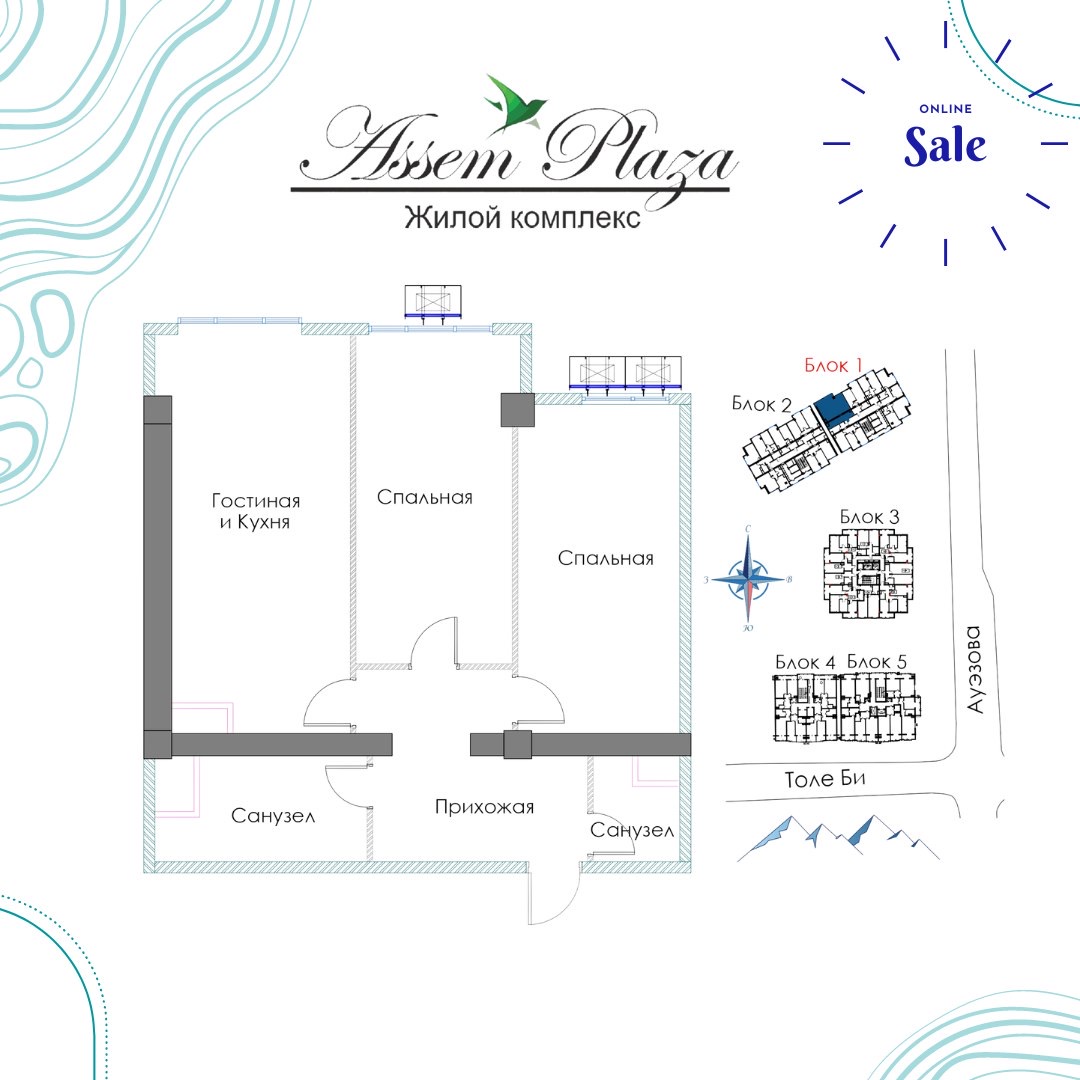 ONLINE
Sale
Assem Plaza
Жилой комплекс
Блок 1
Блок 2
Гостиная
и Кухня
Спальная
Спальная
Блок 3
С
З
В
Ю
Ауэзова
Блок 4
Блок 5
Толе Би
Санузел
Прихожая
Санузел